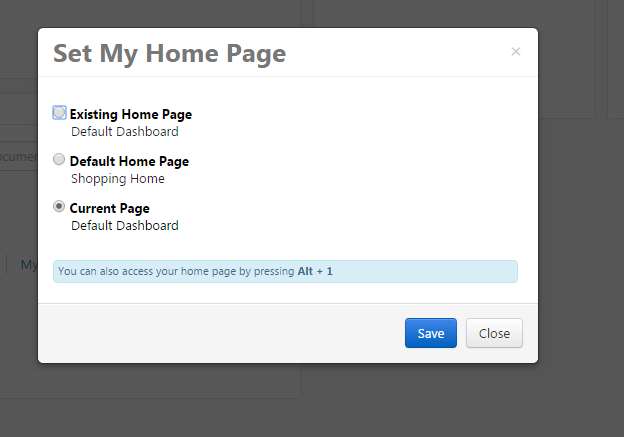 Set My Home Page ×
Existing Home Page
Default Dashboard
Default Home Page
Shopping Home
Current Page
Default Dashboard
My
You can also access your home page by pressing Alt + 1
Save Close